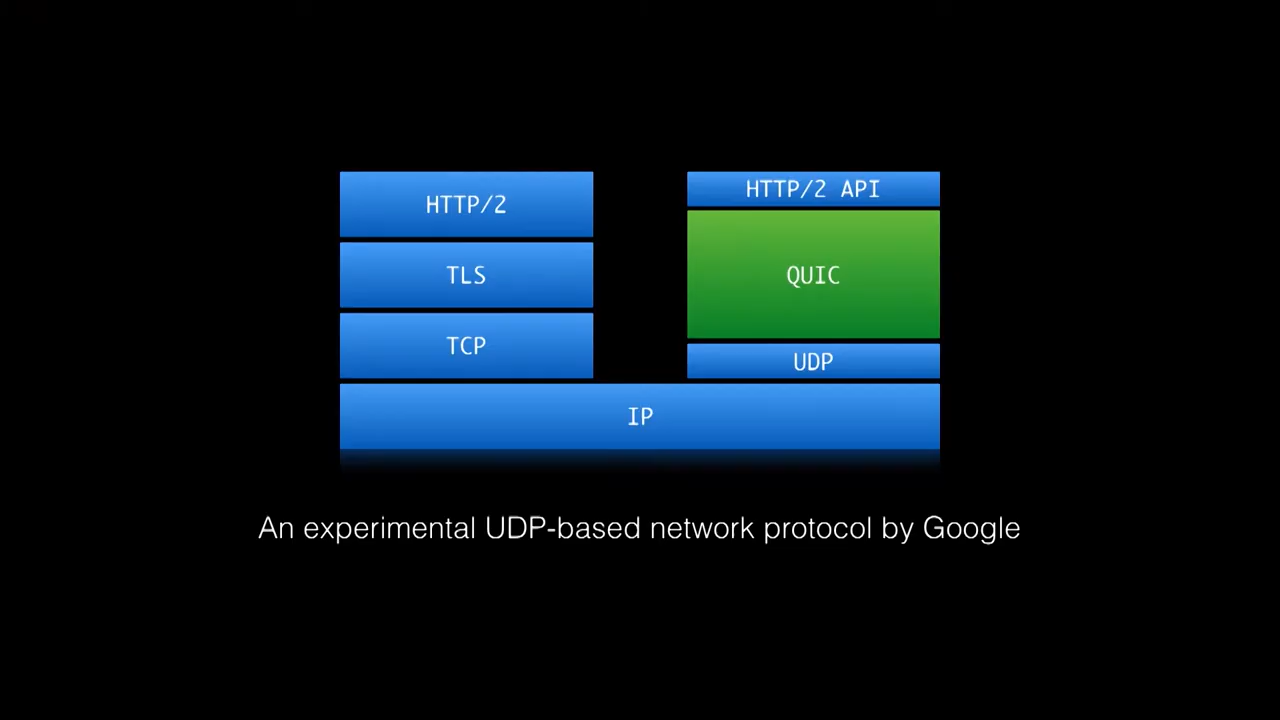 HTTP/2
TLS
TCP
HTTP/2 API
QUIC
UDP
IP
An experimental UDP-based network protocol by Google